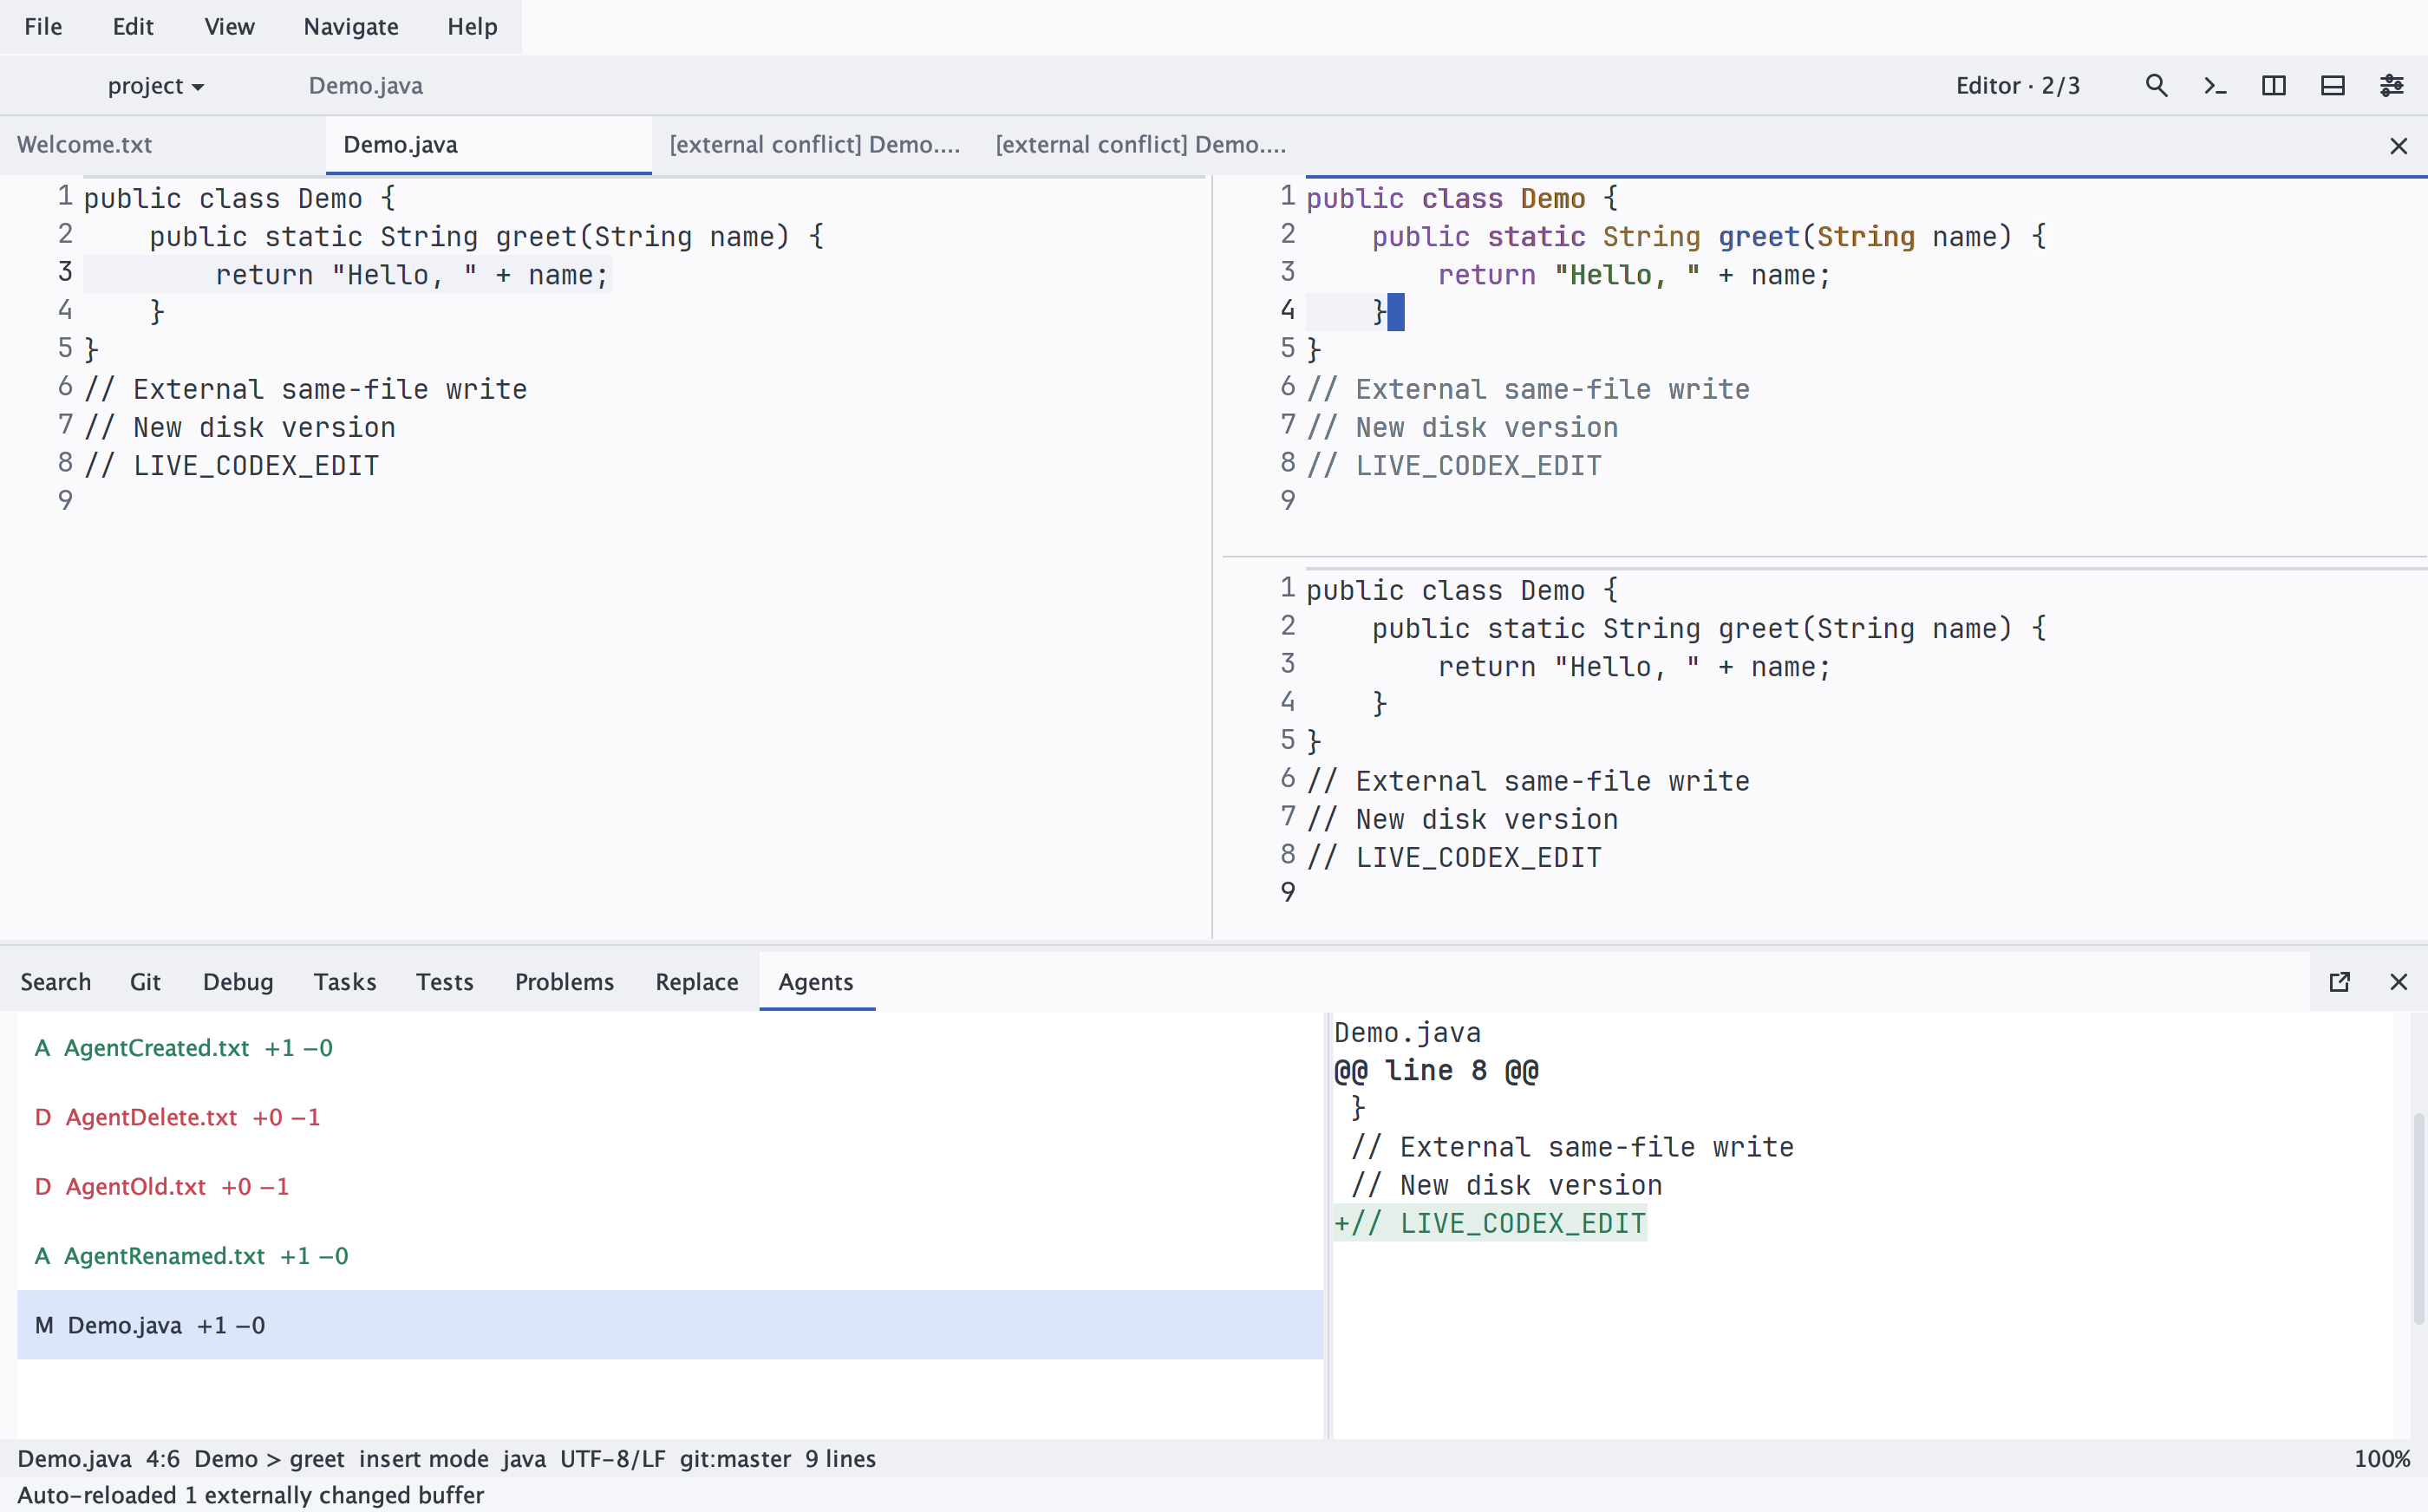 File Edit View Navigate Help
project Demo.java Editor · 2/3
Welcome.txt Demo.java [external conflict] Demo.... [external conflict] Demo....
1 public class Demo {
2     public static String greet(String name) {
3         return "Hello, " + name;
4     }
5 }
6 // External same-file write
7 // New disk version
8 // LIVE_CODEX_EDIT
9
1 public class Demo {
2     public static String greet(String name) {
3         return "Hello, " + name;
4     }
5 }
6 // External same-file write
7 // New disk version
8 // LIVE_CODEX_EDIT
9
1 public class Demo {
2     public static String greet(String name) {
3         return "Hello, " + name;
4     }
5 }
6 // External same-file write
7 // New disk version
8 // LIVE_CODEX_EDIT
9
Search Git Debug Tasks Tests Problems Replace Agents
A AgentCreated.txt +1 −0
D AgentDelete.txt +0 −1
D AgentOld.txt +0 −1
A AgentRenamed.txt +1 −0
M Demo.java +1 −0
Demo.java
@@ line 8 @@
 }
 // External same-file write
 // New disk version
+// LIVE_CODEX_EDIT
Demo.java 4:6 Demo > greet insert mode java UTF-8/LF git:master 9 lines 100%
Auto-reloaded 1 externally changed buffer